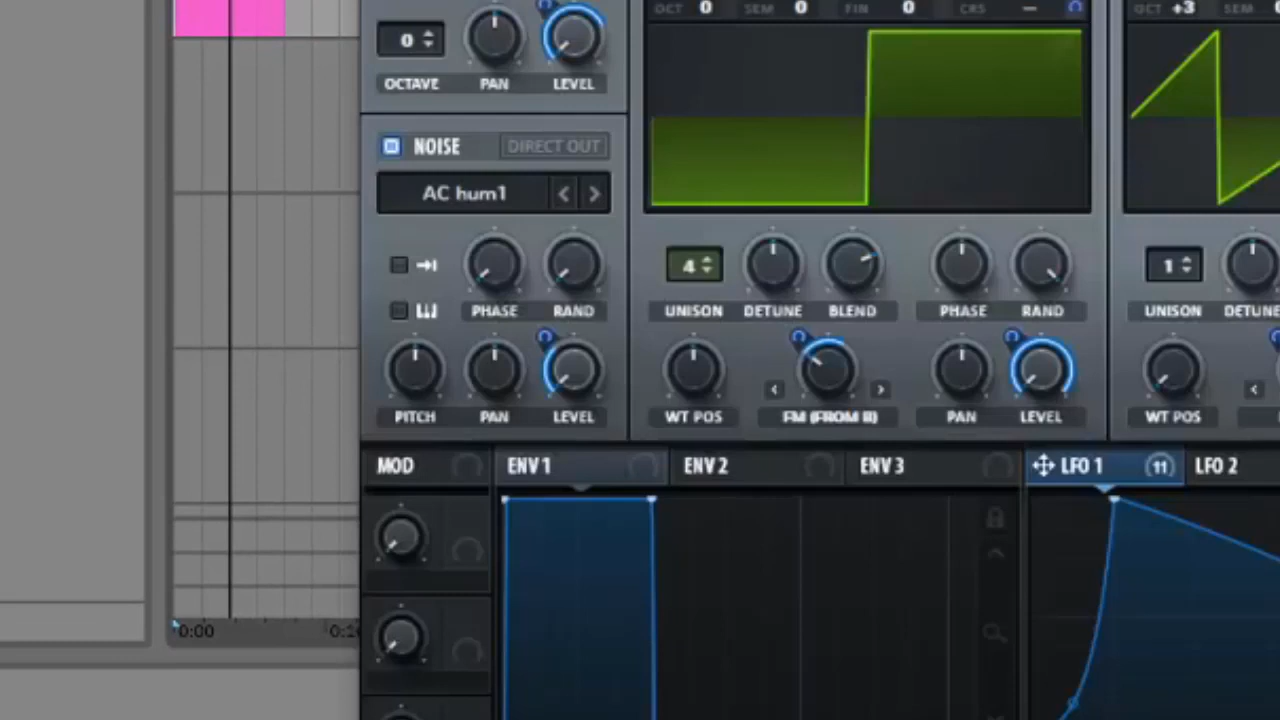 OCT 0 SEM 0 FIN 0 CRS – OCT +3 SEM
0
OCTAVE PAN LEVEL
NOISE DIRECT OUT
AC hum1 < >
4 1
PHASE RAND UNISON DETUNE BLEND PHASE RAND UNISON DETUNE
< > <
PITCH PAN LEVEL WT POS FM (FROM B) PAN LEVEL WT POS
MOD ENV 1 ENV 2 ENV 3 LFO 1 11 LFO 2
0:00